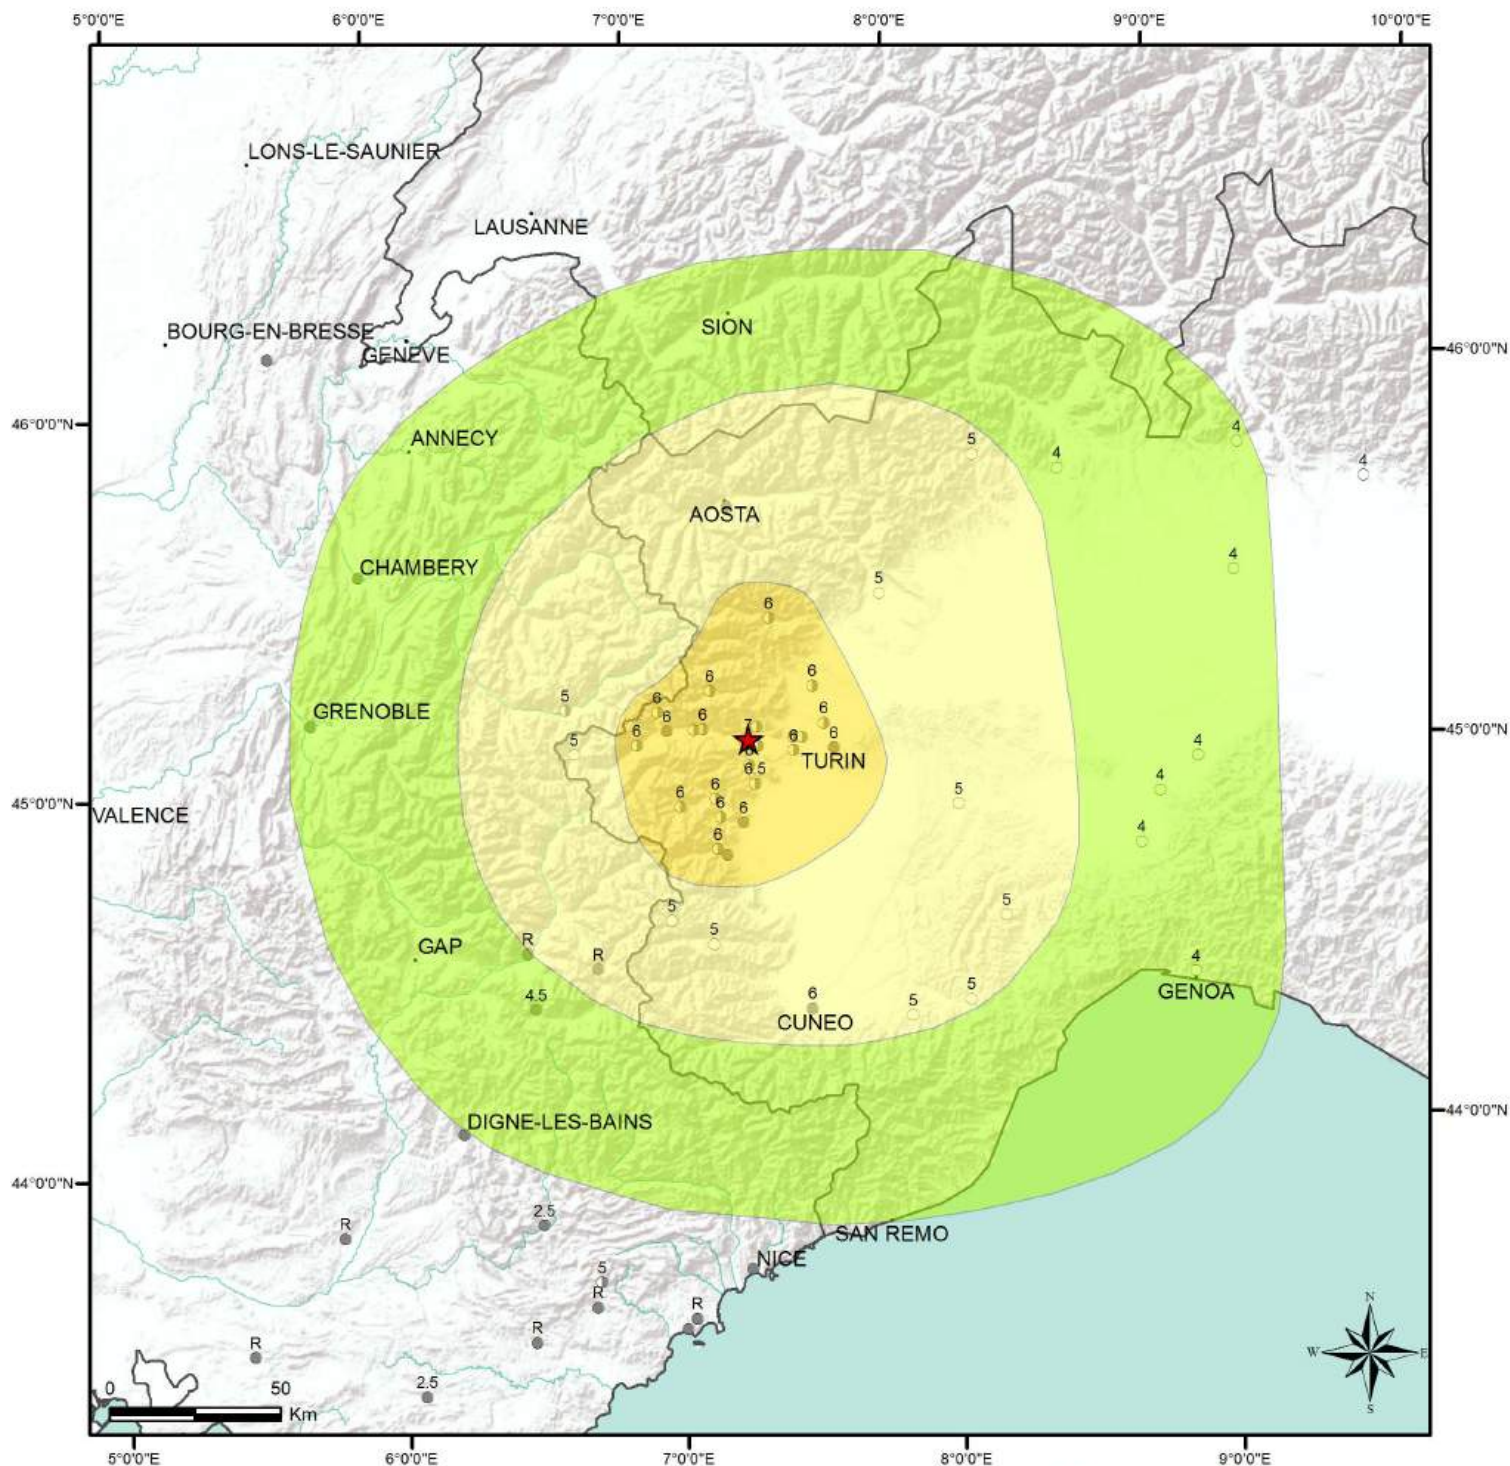 5°0'0"E 6°0'0"E 7°0'0"E 8°0'0"E 9°0'0"E 10°0'0"E
LONS-LE-SAUNIER
LAUSANNE
BOURG-EN-BRESSE
SION
GENEVE
46°0'0"N
46°0'0"N
ANNECY
4
5
4
4
AOSTA
CHAMBERY
5
4
6
6
6
5
6
6
6
6
GRENOBLE
7
6
6
6
5
45°0'0"N
4
TURIN
6
5
6
6
6
6
6
5
4
45°0'0"N
VALENCE
4
5
5
5
GAP
R
R
4
5
GENOA
4.5
6
5
CUNEO
44°0'0"N
DIGNE-LES-BAINS
44°0'0"N
2.5
R
SAN REMO
NICE
5
R
R
R
R
N
W E
S
2.5
0 50
Km
5°0'0"E 6°0'0"E 7°0'0"E 8°0'0"E 9°0'0"E